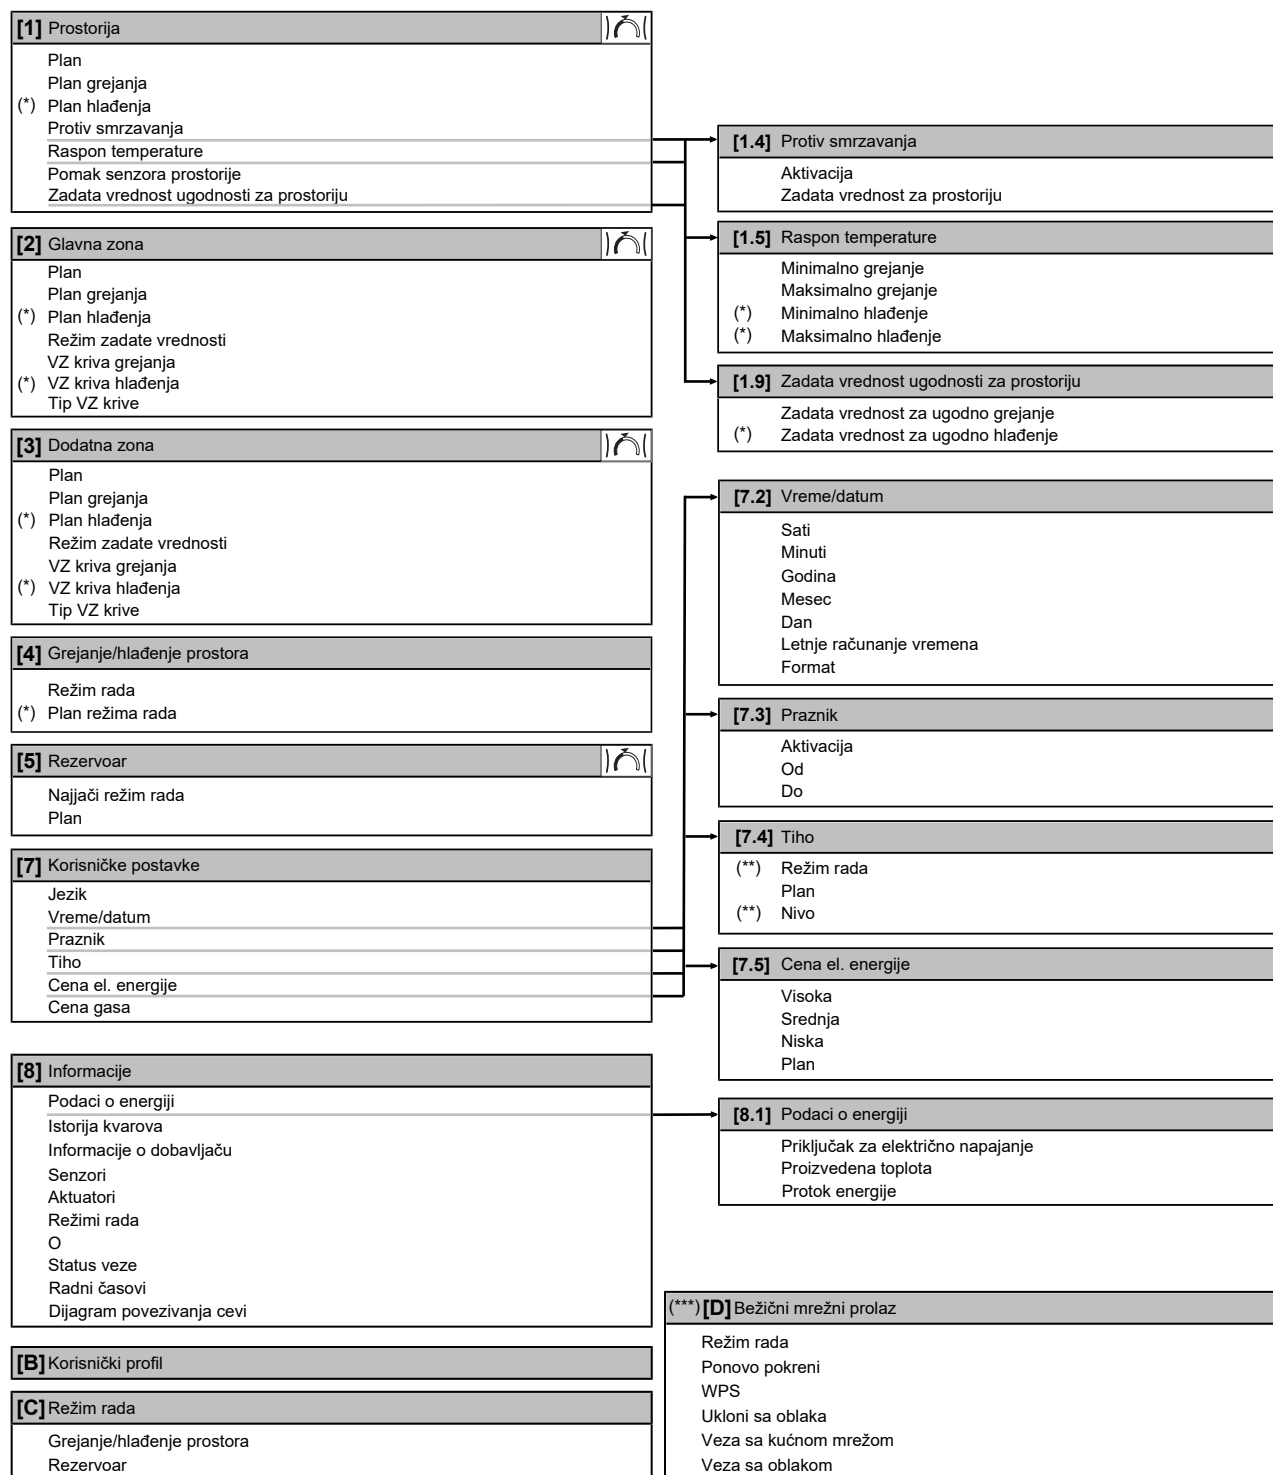 [1] Prostorija
Plan
Plan grejanja
(*) Plan hlađenja
Protiv smrzavanja
Raspon temperature
Pomak senzora prostorije
Zadata vrednost ugodnosti za prostoriju
[2] Glavna zona
Plan
Plan grejanja
(*) Plan hlađenja
Režim zadate vrednosti
VZ kriva grejanja
(*) VZ kriva hlađenja
Tip VZ krive
[3] Dodatna zona
Plan
Plan grejanja
(*) Plan hlađenja
Režim zadate vrednosti
VZ kriva grejanja
(*) VZ kriva hlađenja
Tip VZ krive
[4] Grejanje/hlađenje prostora
Režim rada
(*) Plan režima rada
[5] Rezervoar
Najjači režim rada
Plan
[7] Korisničke postavke
Jezik
Vreme/datum
Praznik
Tiho
Cena el. energije
Cena gasa
[8] Informacije
Podaci o energiji
Istorija kvarova
Informacije o dobavljaču
Senzori
Aktuatori
Režimi rada
O
Status veze
Radni časovi
Dijagram povezivanja cevi
[B] Korisnički profil
[C] Režim rada
Grejanje/hlađenje prostora
Rezervoar
[1.4] Protiv smrzavanja
Aktivacija
Zadata vrednost za prostoriju
[1.5] Raspon temperature
Minimalno grejanje
Maksimalno grejanje
(*) Minimalno hlađenje
(*) Maksimalno hlađenje
[1.9] Zadata vrednost ugodnosti za prostoriju
Zadata vrednost za ugodno grejanje
(*) Zadata vrednost za ugodno hlađenje
[7.2] Vreme/datum
Sati
Minuti
Godina
Mesec
Dan
Letnje računanje vremena
Format
[7.3] Praznik
Aktivacija
Od
Do
[7.4] Tiho
(**) Režim rada
Plan
(**) Nivo
[7.5] Cena el. energije
Visoka
Srednja
Niska
Plan
[8.1] Podaci o energiji
Priključak za električno napajanje
Proizvedena toplota
Protok energije
(***) [D] Bežični mrežni prolaz
Režim rada
Ponovo pokreni
WPS
Ukloni sa oblaka
Veza sa kućnom mrežom
Veza sa oblakom